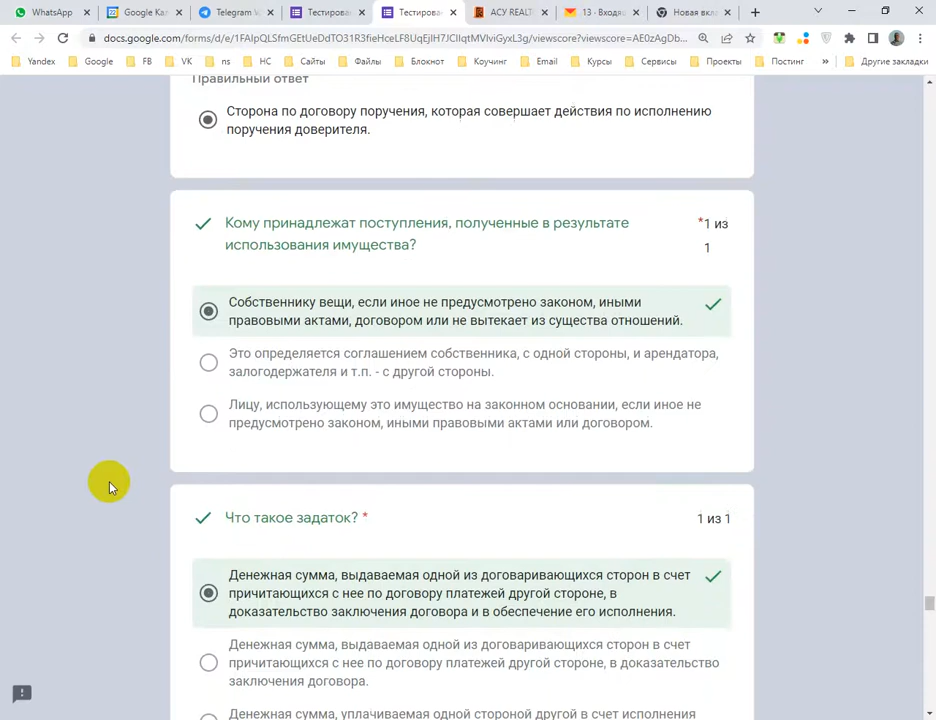 WhatsApp
Google Ка
Telegram
Тестирова
Тестирова
АСУ REALT
13 - Входя
Новая вкл
docs.google.com/forms/d/e/1FAIpQLSfmGEtUeDdTO31R3fieHceLF8UqEjlH7JClIqtMVIviGyxL3g/viewscore?viewscore=AE0zAgDb...
Yandex
Google
FB
VK
ns
НС
Сайты
Файлы
Блокнот
Коучинг
Email
Курсы
Сервисы
Проекты
Постинг
»
Другие закладки
Правильный ответ
Сторона по договору поручения, которая совершает действия по исполнению
поручения доверителя.
Кому принадлежат поступления, полученные в результате
использования имущества?
*1 из
1
Собственнику вещи, если иное не предусмотрено законом, иными
правовыми актами, договором или не вытекает из существа отношений.
Это определяется соглашением собственника, с одной стороны, и арендатора,
залогодержателя и т.п. - с другой стороны.
Лицу, использующему это имущество на законном основании, если иное не
предусмотрено законом, иными правовыми актами или договором.
Что такое задаток? *
1 из 1
Денежная сумма, выдаваемая одной из договаривающихся сторон в счет
причитающихся с нее по договору платежей другой стороне, в
доказательство заключения договора и в обеспечение его исполнения.
Денежная сумма, выдаваемая одной из договаривающихся сторон в счет
причитающихся с нее по договору платежей другой стороне, в доказательство
заключения договора.
Денежная сумма, уплачиваемая одной стороной другой в счет исполнения